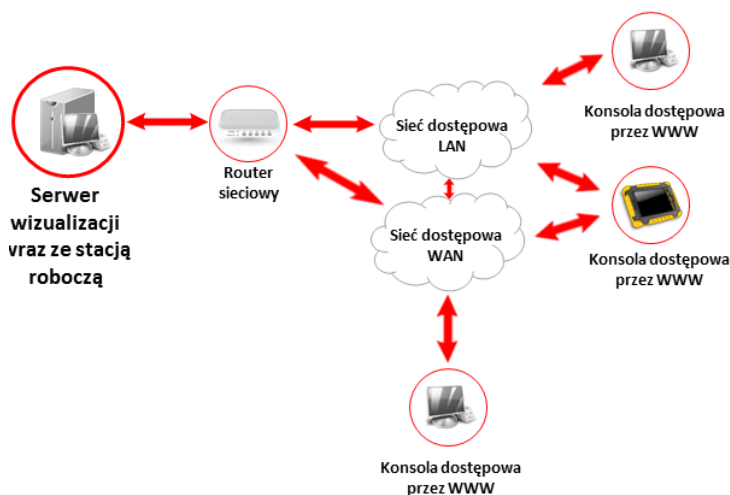 Serwer
wizualizacji
wraz ze stacją
roboczą
Router
sieciowy
Sieć dostępowa
LAN
Sieć dostępowa
WAN
Konsola dostępowa
przez WWW
Konsola dostępowa
przez WWW
Konsola dostępowa
przez WWW